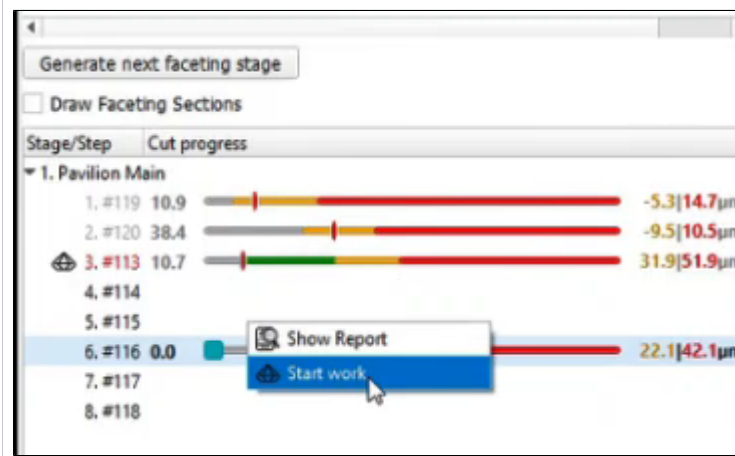 Generate next faceting stage
Draw Faceting Sections
Stage/Step Cut progress
1. Pavilion Main
1. #119 10.9 -5.3|14.7µm
2. #120 38.4 -9.5|10.5µm
3. #113 10.7 31.9|51.9µm
4. #114
5. #115
Show Report
6. #116 0.0 22.1|42.1µm
Start work
7. #117
8. #118